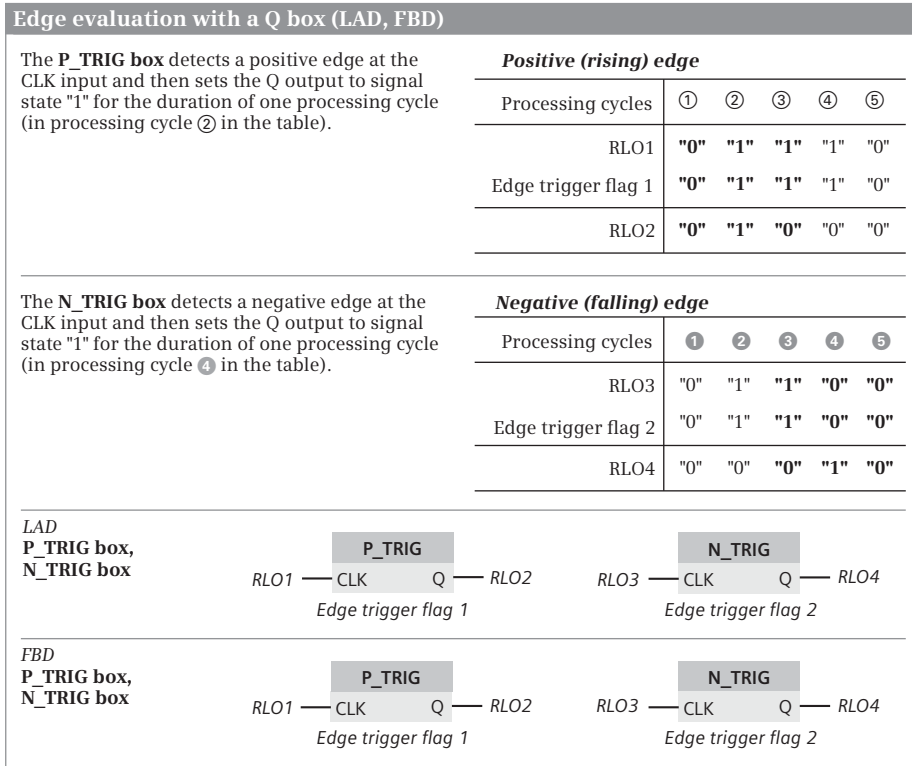 Edge evaluation with a Q box (LAD, FBD)
The P_TRIG box detects a positive edge at the
CLK input and then sets the Q output to signal
state "1" for the duration of one processing cycle
(in processing cycle ② in the table).
Positive (rising) edge
Processing cycles ① ② ③ ④ ⑤
RLO1 "0" "1" "1" "1" "0"
Edge trigger flag 1 "0" "1" "1" "1" "0"
RLO2 "0" "1" "0" "0" "0"
The N_TRIG box detects a negative edge at the
CLK input and then sets the Q output to signal
state "1" for the duration of one processing cycle
(in processing cycle ❹ in the table).
Negative (falling) edge
Processing cycles ❶ ❷ ❸ ❹ ❺
RLO3 "0" "1" "1" "0" "0"
Edge trigger flag 2 "0" "1" "1" "0" "0"
RLO4 "0" "0" "0" "1" "0"
LAD
P_TRIG box,
N_TRIG box
P_TRIG
RLO1 CLK Q RLO2
Edge trigger flag 1
N_TRIG
RLO3 CLK Q RLO4
Edge trigger flag 2
FBD
P_TRIG box,
N_TRIG box
P_TRIG
RLO1 CLK Q RLO2
Edge trigger flag 1
N_TRIG
RLO3 CLK Q RLO4
Edge trigger flag 2